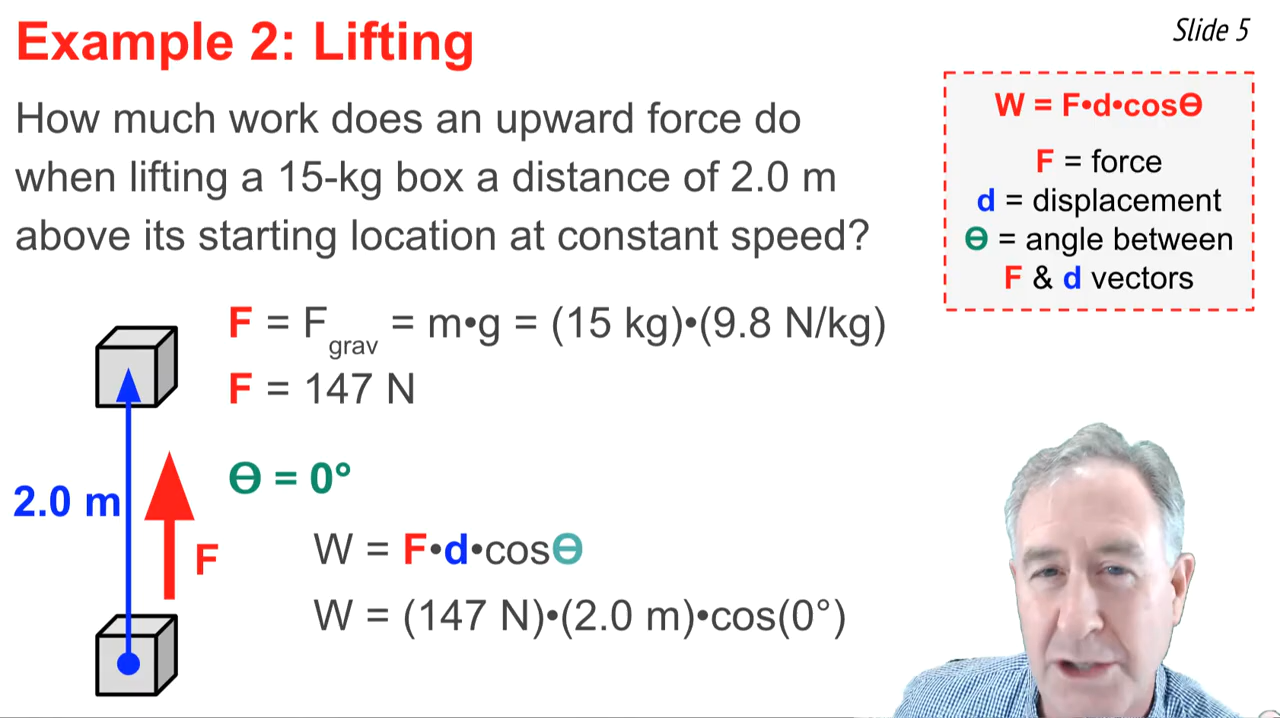 Example 2: Lifting
Slide 5
How much work does an upward force do
when lifting a 15-kg box a distance of 2.0 m
above its starting location at constant speed?
W = F•d•cosƟ
F = force
d = displacement
Ɵ = angle between
F & d vectors
F = Fgrav = m•g = (15 kg)•(9.8 N/kg)
F = 147 N
Ɵ = 0°
2.0 m
F
W = F•d•cosƟ
W = (147 N)•(2.0 m)•cos(0°)